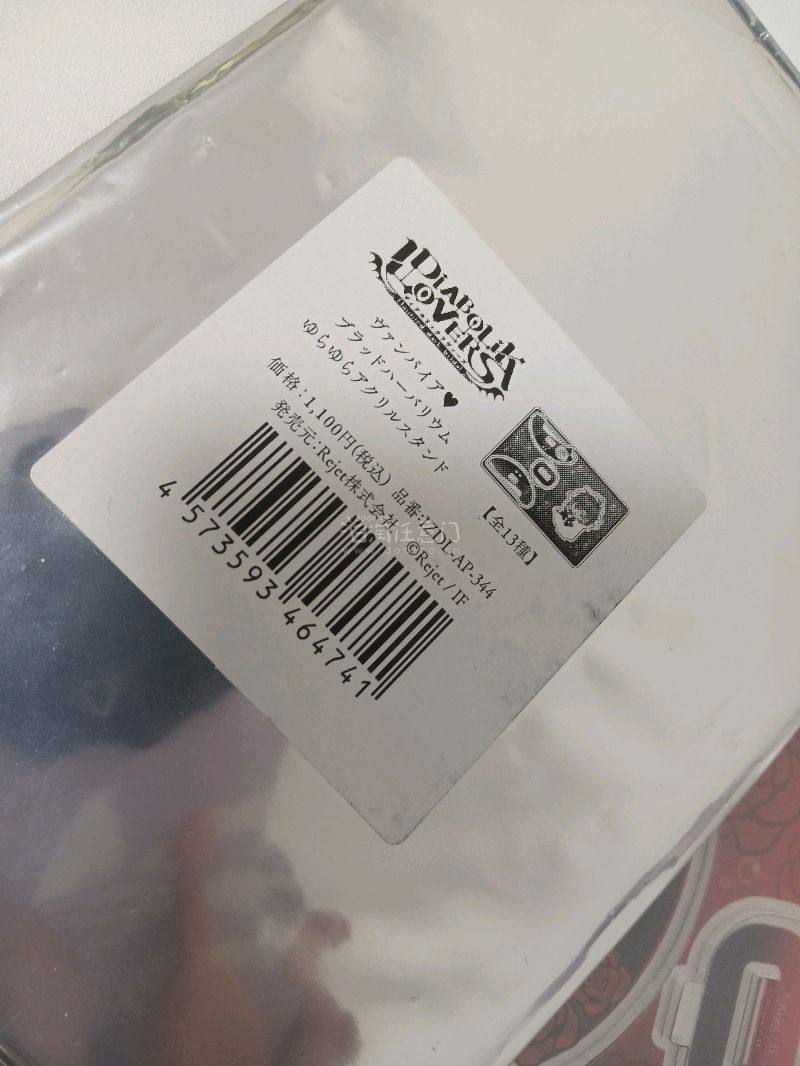 DIABOLIK
LOVERS
ヴァンパイア♥
ブラッドハーバリウム
ゆらゆらアクリルスタンド
【全13種】
価格:1,100円(税込) 品番:IZDL-AP-344
発売元:Rejet株式会社 ©Rejet / IF
4 573593 464741